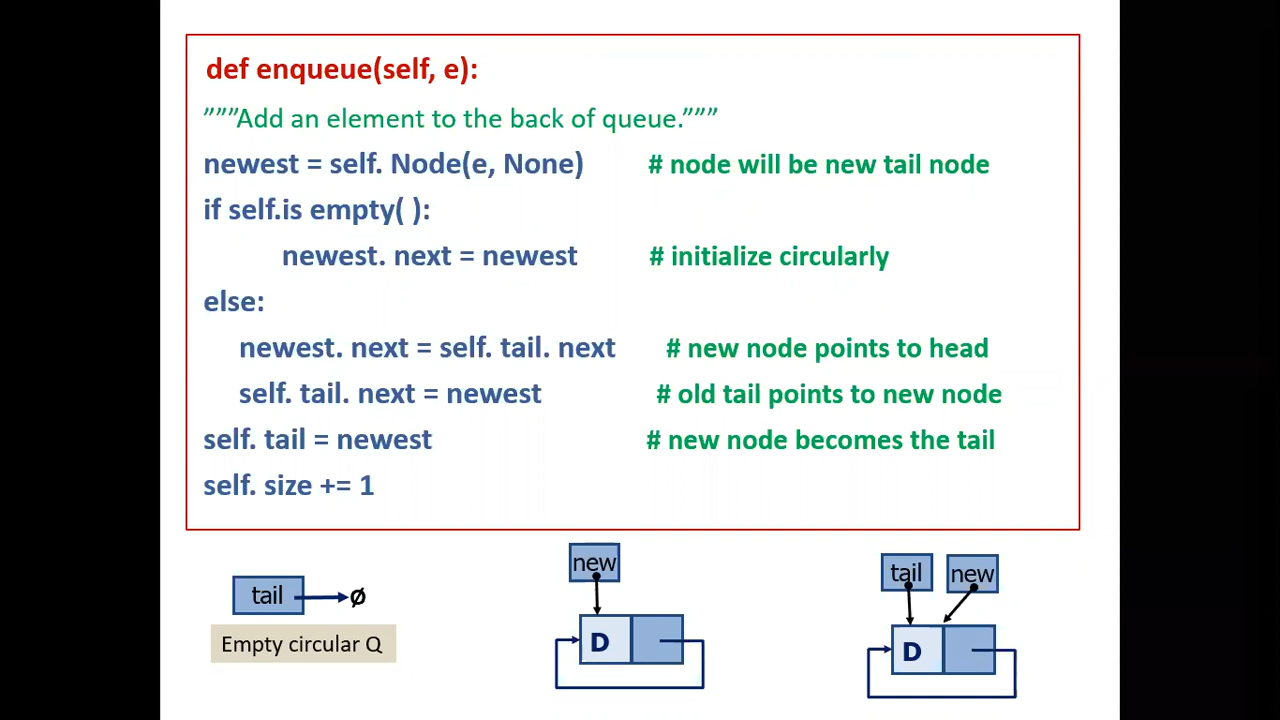 def enqueue(self, e):
”””Add an element to the back of queue.”””
newest = self. Node(e, None) # node will be new tail node
if self.is empty( ):
newest. next = newest # initialize circularly
else:
newest. next = self. tail. next # new node points to head
self. tail. next = newest # old tail points to new node
self. tail = newest # new node becomes the tail
self. size += 1
tail ø
Empty circular Q
new
D
tail new
D